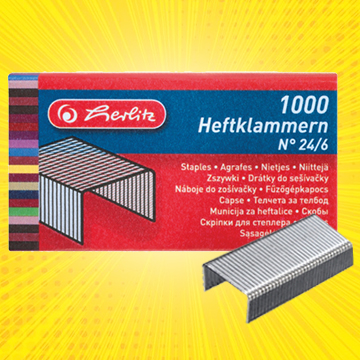 herlitz
1000
Heftklammern
N° 24/6
Staples • Agrafes • Nietjes • Niittejä
Zszywki • Drátky do sešívačky
Náboje do zošívačky • Fűzőgépkapocs
Capse • Телчета за телбод
Municija za heftalice • Скобы
Скріпки для степлера